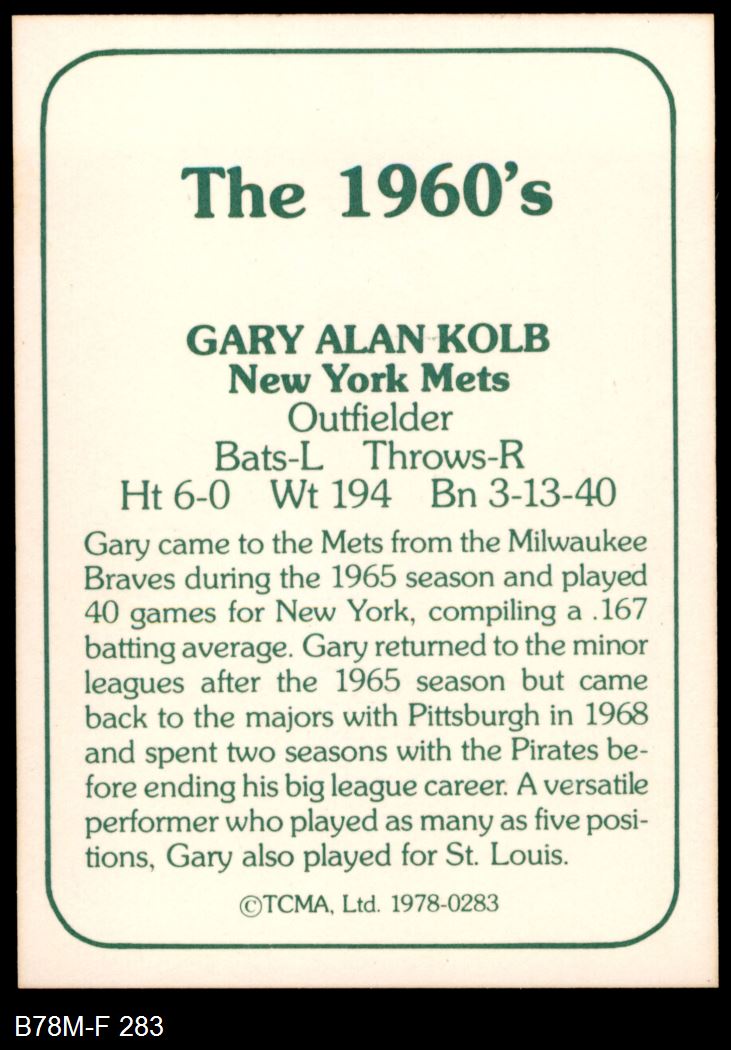 The 1960's
GARY ALAN KOLB
New York Mets
Outfielder
Bats-L Throws-R
Ht 6-0 Wt 194 Bn 3-13-40
Gary came to the Mets from the Milwaukee
Braves during the 1965 season and played
40 games for New York, compiling a .167
batting average. Gary returned to the minor
leagues after the 1965 season but came
back to the majors with Pittsburgh in 1968
and spent two seasons with the Pirates be-
fore ending his big league career. A versatile
performer who played as many as five posi-
tions, Gary also played for St. Louis.
©TCMA, Ltd. 1978-0283
B78M-F 283